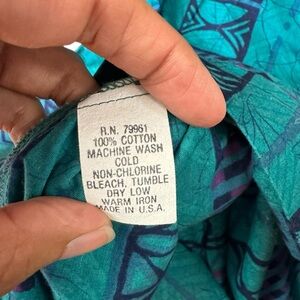 R.N. 79961
100% COTTON
MACHINE WASH
COLD
NON-CHLORINE
BLEACH, TUMBLE
DRY LOW
WARM IRON
MADE IN U.S.A.